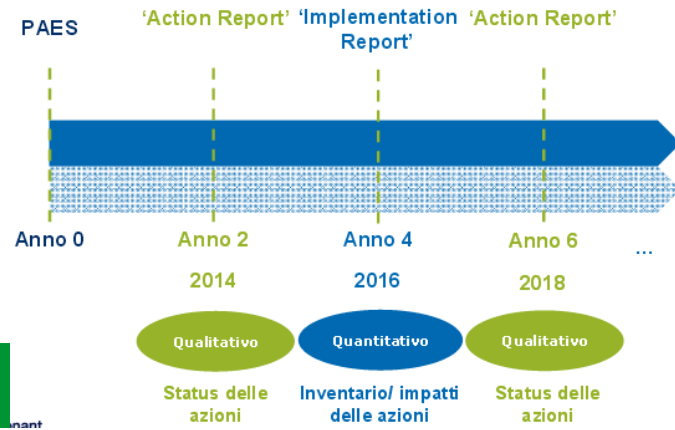 PAES
‘Action Report’ ‘Implementation Report’ ‘Action Report’
Anno 0
Anno 2
Anno 4
Anno 6
...
2014
2016
2018
Qualitativo
Quantitativo
Qualitativo
Status delle azioni
Inventario/ impatti delle azioni
Status delle azioni